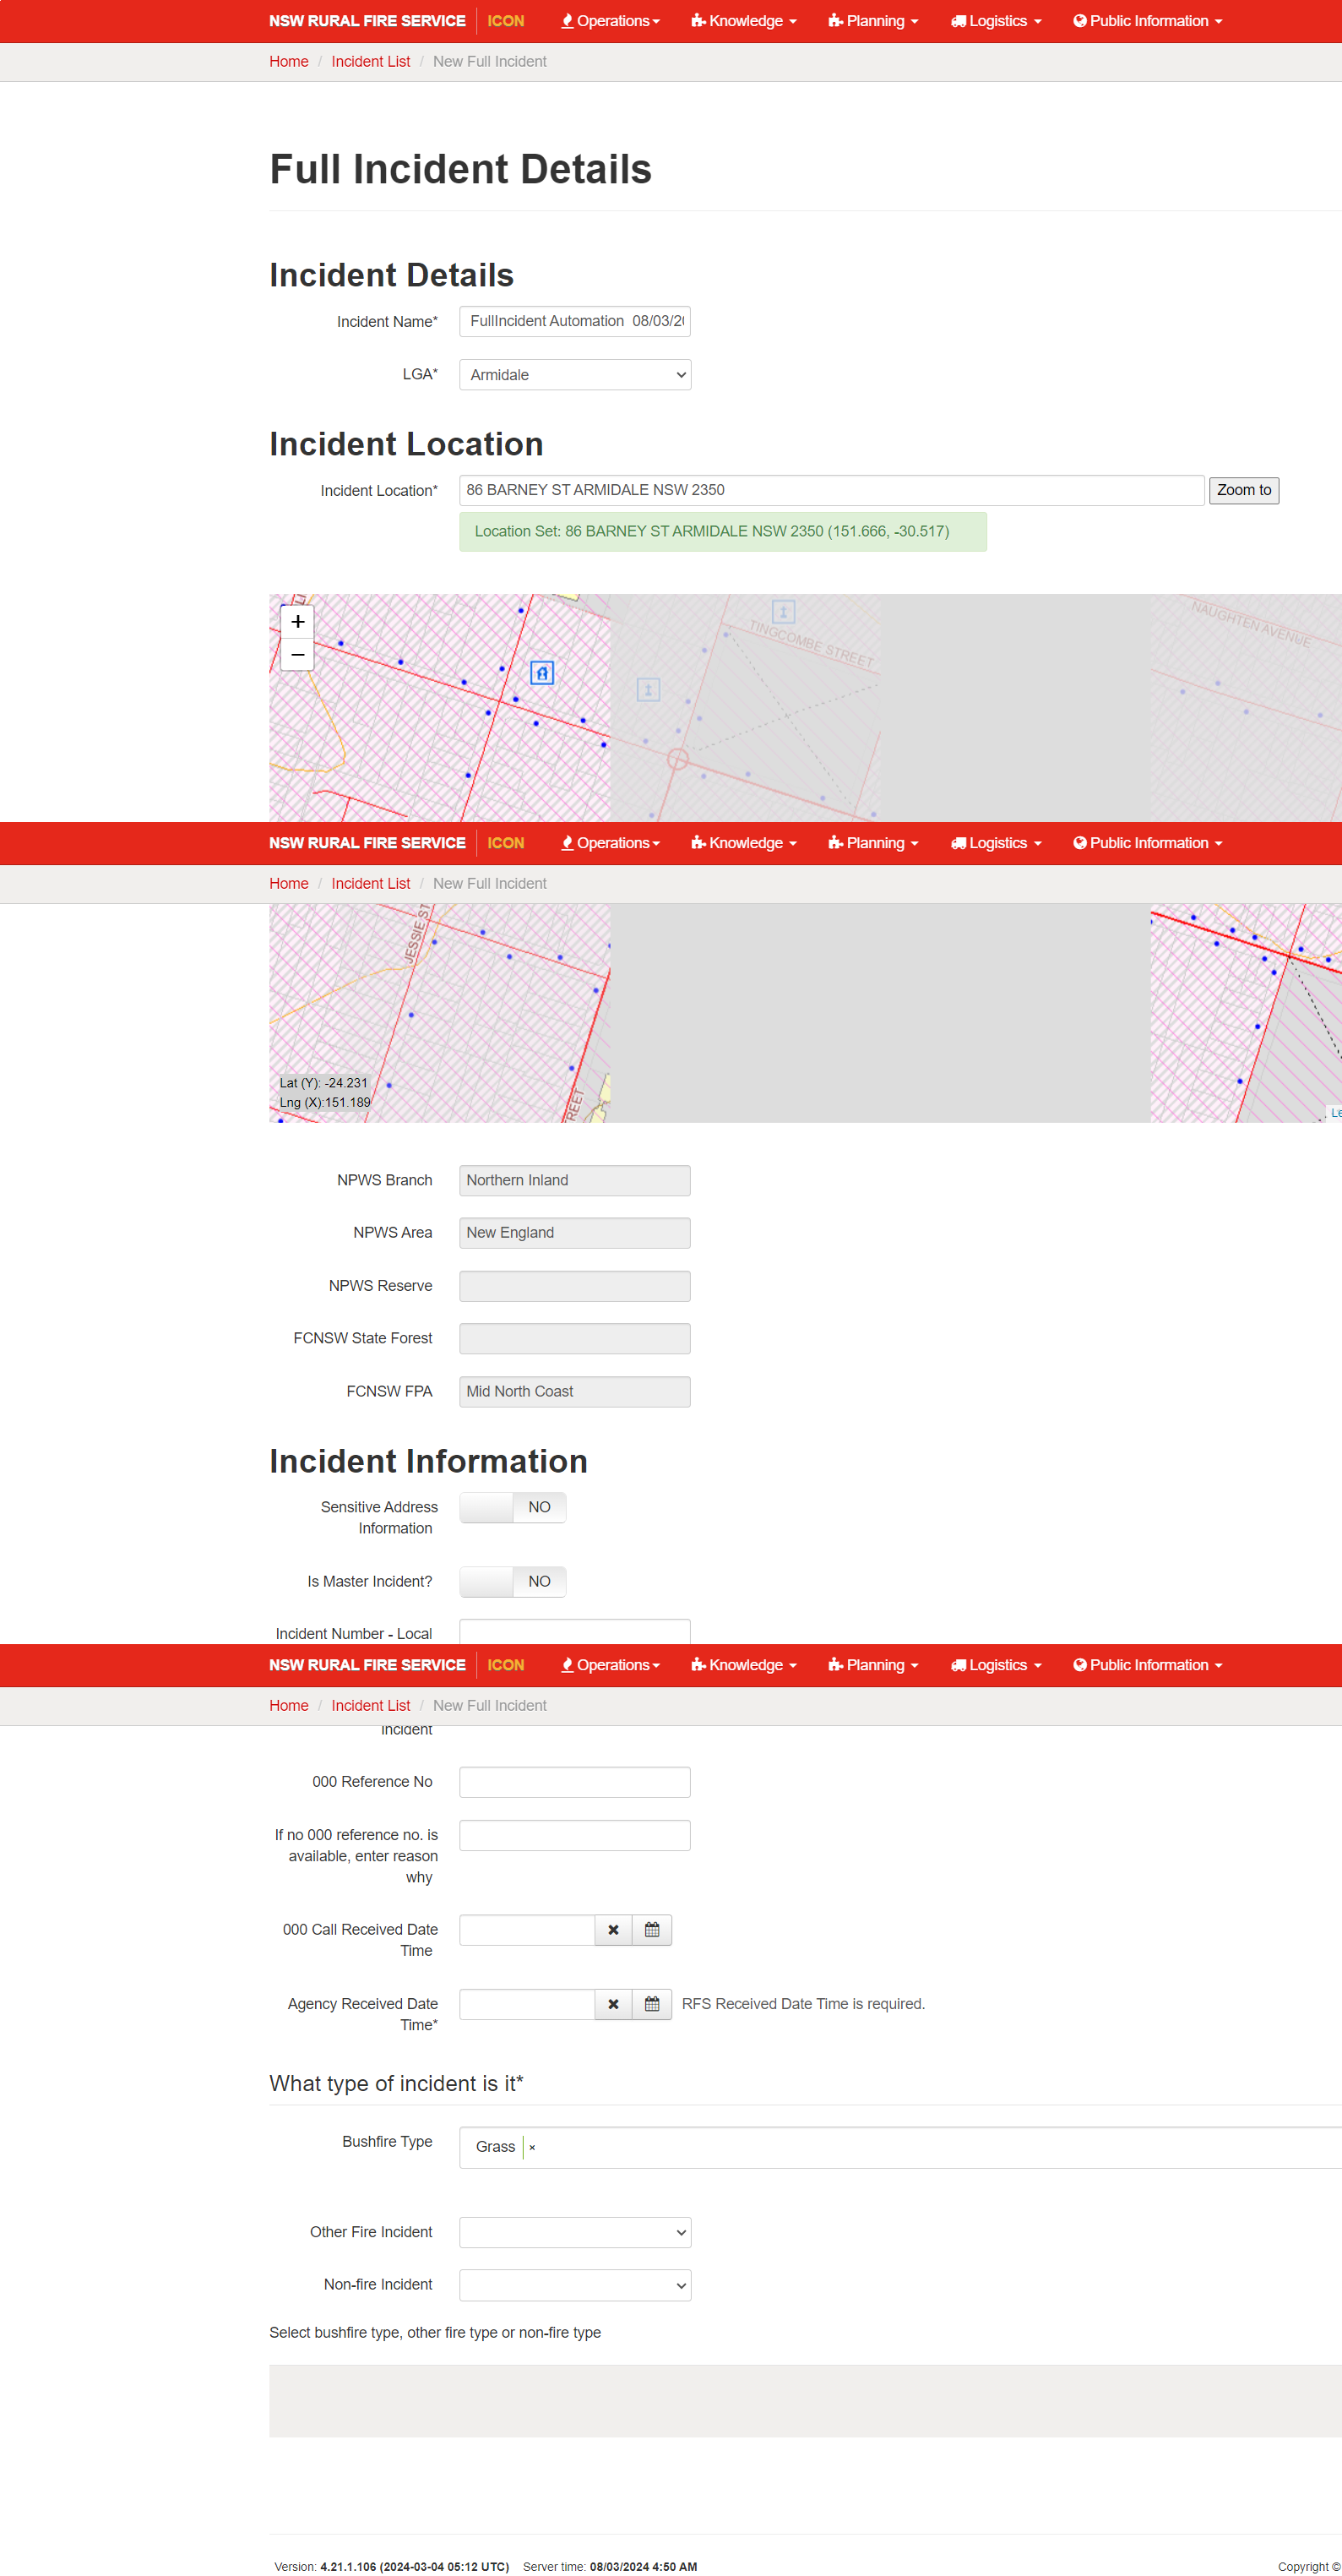 NSW RURAL FIRE SERVICE ICON Operations Knowledge Planning Logistics Public Information
Home / Incident List / New Full Incident
Full Incident Details
Incident Details
Incident Name* FullIncident Automation 08/03/2
LGA* Armidale
Incident Location
Incident Location* 86 BARNEY ST ARMIDALE NSW 2350 Zoom to
Location Set: 86 BARNEY ST ARMIDALE NSW 2350 (151.666, -30.517)
+
−
TINGCOMBE STREET
NAUGHTEN AVENUE
NSW RURAL FIRE SERVICE ICON Operations Knowledge Planning Logistics Public Information
Home / Incident List / New Full Incident
JESSIE ST
REET
Lat (Y): -24.231
Lng (X):151.189
Le
NPWS Branch Northern Inland
NPWS Area New England
NPWS Reserve
FCNSW State Forest
FCNSW FPA Mid North Coast
Incident Information
Sensitive Address
Information NO
Is Master Incident? NO
Incident Number - Local
NSW RURAL FIRE SERVICE ICON Operations Knowledge Planning Logistics Public Information
Home / Incident List / New Full Incident
Incident
000 Reference No
If no 000 reference no. is
available, enter reason
why
000 Call Received Date
Time
Agency Received Date
Time* RFS Received Date Time is required.
What type of incident is it*
Bushfire Type Grass ×
Other Fire Incident
Non-fire Incident
Select bushfire type, other fire type or non-fire type
Version: 4.21.1.106 (2024-03-04 05:12 UTC) Server time: 08/03/2024 4:50 AM Copyright ©